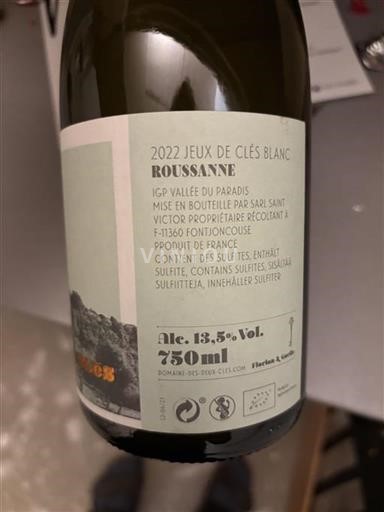 2022 JEUX DE CLÉS BLANC
ROUSSANNE
IGP VALLÉE DU PARADIS
MISE EN BOUTEILLE PAR SARL SAINT
VICTOR PROPRIÉTAIRE RÉCOLTANT À
F-11360 FONTJONCOUSE
PRODUIT DE FRANCE
CONTIENT DES SULFITES, ENTHÄLT
SULFITE, CONTAINS SULFITES, SISÄLTÄÄ
SULFIITTEJA, INNEHÅLLER SULFITER
Alc. 13,5% Vol.
750ml
DOMAINE-DES-DEUX-CLES.COM
Florian & Gaëlle